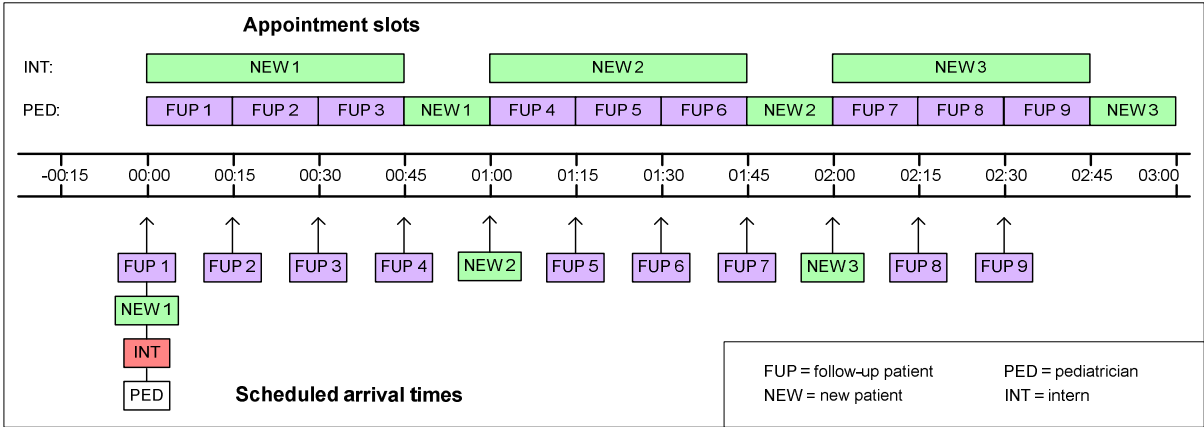 Appointment slots
INT: NEW 1 NEW 2 NEW 3
PED: FUP 1 FUP 2 FUP 3 NEW 1 FUP 4 FUP 5 FUP 6 NEW 2 FUP 7 FUP 8 FUP 9 NEW 3
-00:15 00:00 00:15 00:30 00:45 01:00 01:15 01:30 01:45 02:00 02:15 02:30 02:45 03:00
FUP 1 FUP 2 FUP 3 FUP 4 NEW 2 FUP 5 FUP 6 FUP 7 NEW 3 FUP 8 FUP 9
NEW 1
INT
PED
Scheduled arrival times
FUP = follow-up patient PED = pediatrician
NEW = new patient INT = intern